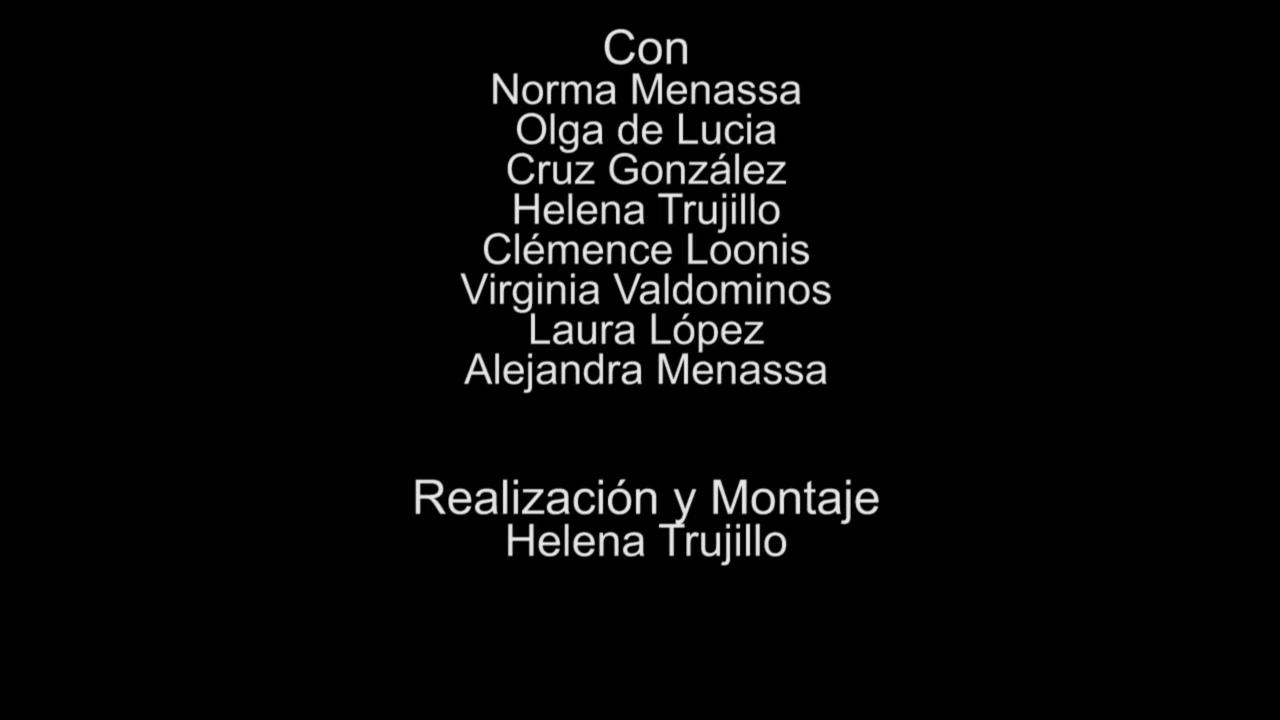 Con
Norma Menassa
Olga de Lucia
Cruz González
Helena Trujillo
Clémence Loonis
Virginia Valdominos
Laura López
Alejandra Menassa
Realización y Montaje
Helena Trujillo